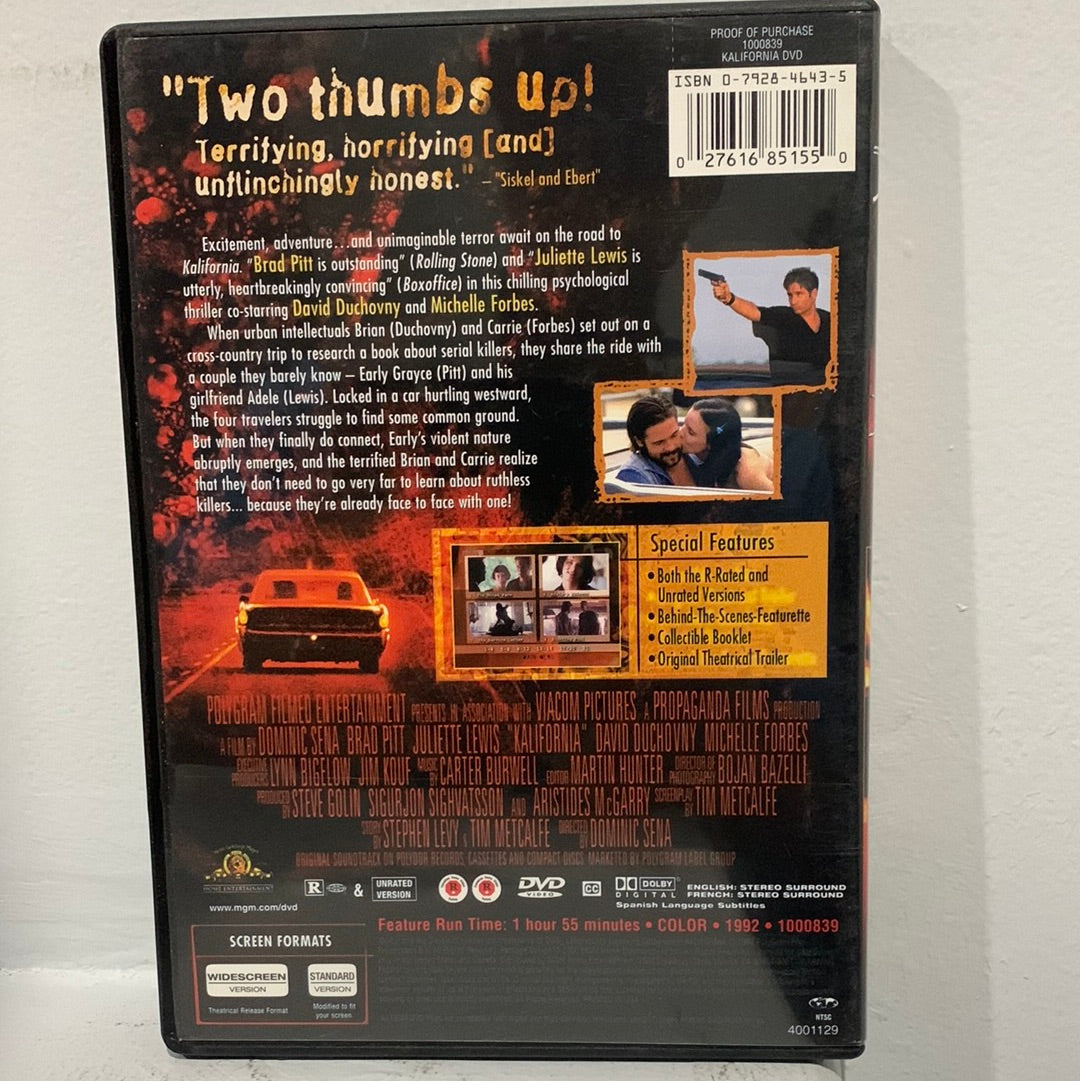 PROOF OF PURCHASE
1000839
KALIFORNIA DVD
ISBN 0-7928-4643-5
0 27616 85155 0
"Two thumbs up!
Terrifying, horrifying [and]
unflinchingly honest." – "Siskel and Ebert"
Excitement, adventure...and unimaginable terror await on the road to
Kalifornia. "Brad Pitt is outstanding" (Rolling Stone) and "Juliette Lewis is
utterly, heartbreakingly convincing" (Boxoffice) in this chilling psychological
thriller co-starring David Duchovny and Michelle Forbes.
When urban intellectuals Brian (Duchovny) and Carrie (Forbes) set out on a
cross-country trip to research a book about serial killers, they share the ride with
a couple they barely know – Early Grayce (Pitt) and his
girlfriend Adele (Lewis). Locked in a car hurtling westward,
the four travelers struggle to find some common ground.
But when they finally do connect, Early's violent nature
abruptly emerges, and the terrified Brian and Carrie realize
that they don't need to go very far to learn about ruthless
killers... because they're already face to face with one!
Special Features
• Both the R-Rated and
Unrated Versions
• Behind-The-Scenes-Featurette
• Collectible Booklet
• Original Theatrical Trailer
POLYGRAM FILMED ENTERTAINMENT PRESENTS IN ASSOCIATION WITH VIACOM PICTURES A PROPAGANDA FILMS PRODUCTION
A FILM BY DOMINIC SENA BRAD PITT JULIETTE LEWIS "KALIFORNIA" DAVID DUCHOVNY MICHELLE FORBES
EXECUTIVE PRODUCERS LYNN BIGELOW JIM KOUF MUSIC BY CARTER BURWELL EDITOR MARTIN HUNTER DIRECTOR OF PHOTOGRAPHY BOJAN BAZELLI
PRODUCED BY STEVE GOLIN SIGURJON SIGHVATSSON AND ARISTIDES McGARRY SCREENPLAY BY TIM METCALFE
STORY BY STEPHEN LEVY & TIM METCALFE DIRECTED BY DOMINIC SENA
ORIGINAL SOUNDTRACK ON POLYDOR RECORDS, CASSETTES AND COMPACT DISCS MARKETED BY POLYGRAM LABEL GROUP
HOME ENTERTAINMENT
www.mgm.com/dvd
R & UNRATED VERSION
R R
DVD VIDEO
CC
DOLBY DIGITAL
ENGLISH: STEREO SURROUND
FRENCH: STEREO SURROUND
Spanish Language Subtitles
Feature Run Time: 1 hour 55 minutes • COLOR • 1992 • 1000839
SCREEN FORMATS
WIDESCREEN VERSION
Theatrical Release Format
STANDARD VERSION
Modified to fit
your screen
NTSC
4001129